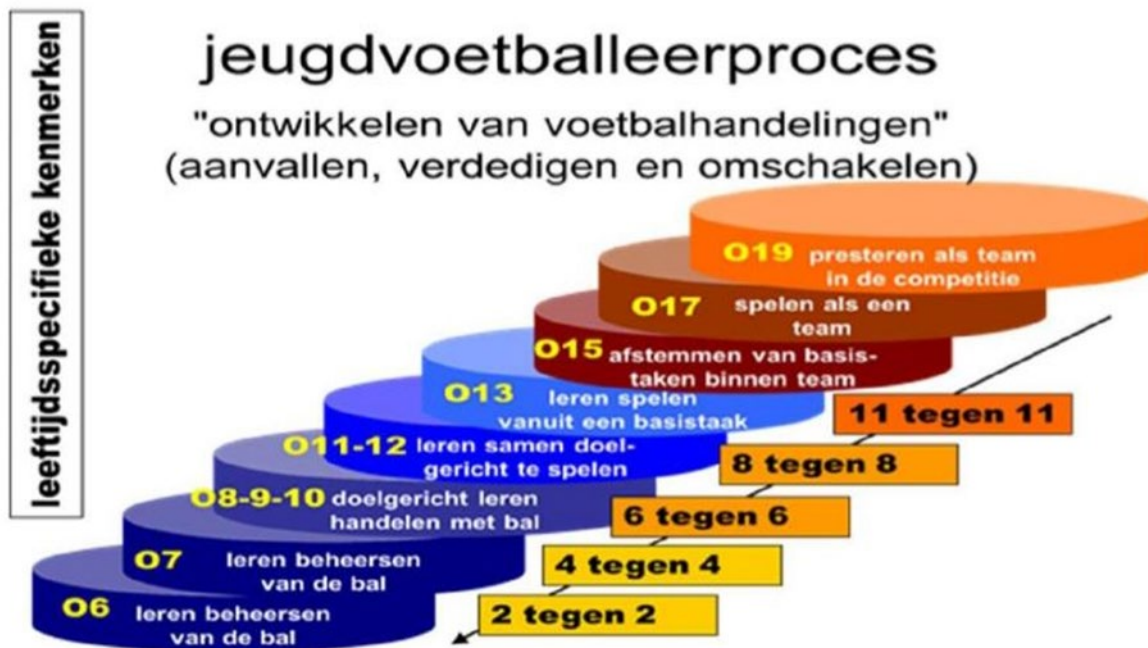 leeftijdsspecifieke kenmerken
jeugdvoetballeerproces
"ontwikkelen van voetbalhandelingen"
(aanvallen, verdedigen en omschakelen)
O19 presteren als team
in de competitie
O17 spelen als een
team
O15 afstemmen van basis-
taken binnen team
O13 leren spelen
vanuit een basistaak
O11-12 leren samen doel-
gericht te spelen
O8-9-10 doelgericht leren
handelen met bal
O7 leren beheersen
van de bal
O6 leren beheersen
van de bal
11 tegen 11
8 tegen 8
6 tegen 6
4 tegen 4
2 tegen 2